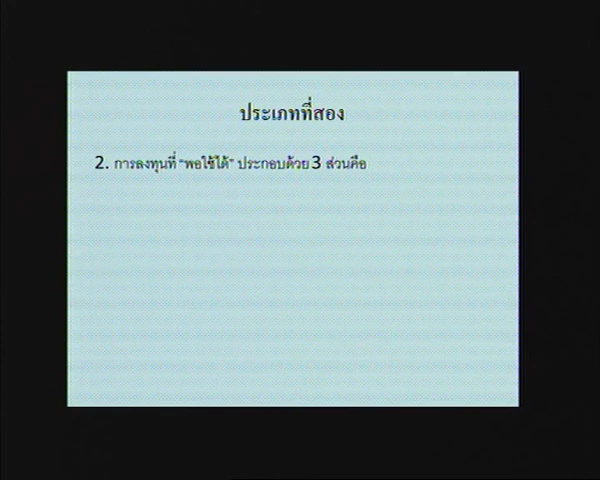 ประเภทที่สอง
2. การลงทุนที่ "พอใช้ได้" ประกอบด้วย 3 ส่วนคือ